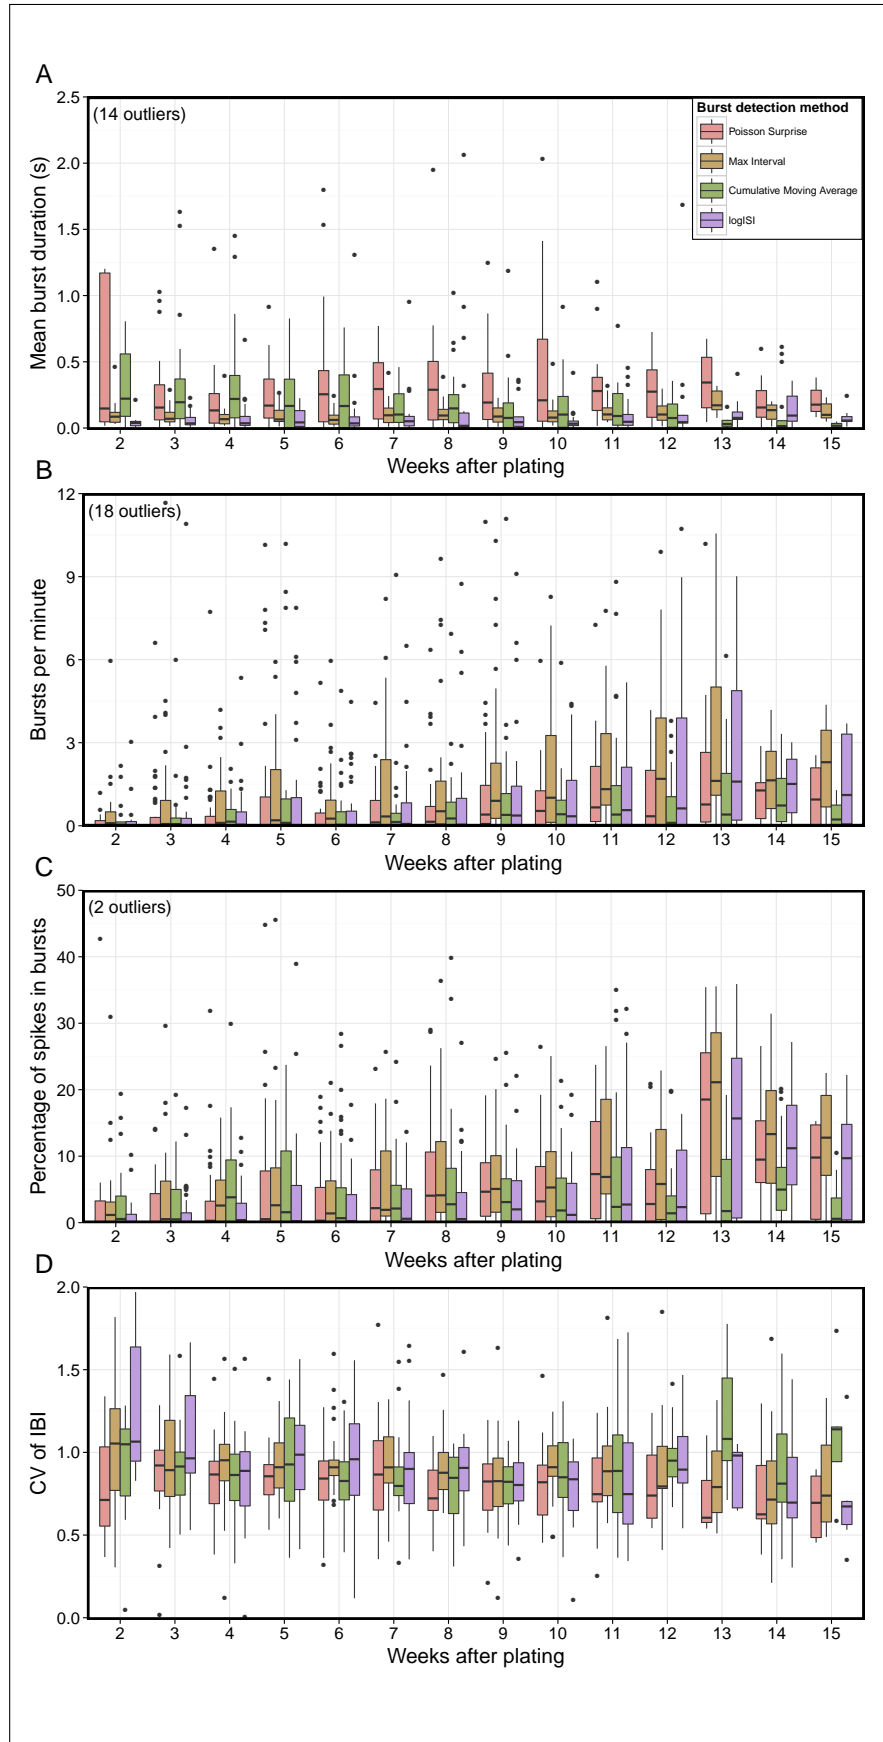 A
(14 outliers)
Burst detection method
Poisson Surprise
Max Interval
Cumulative Moving Average
logISI
Mean burst duration (s)
2.5
2.0
1.5
1.0
0.5
0.0
2 3 4 5 6 7 8 9 10 11 12 13 14 15
Weeks after plating
B
(18 outliers)
Bursts per minute
12
9
6
3
0
2 3 4 5 6 7 8 9 10 11 12 13 14 15
Weeks after plating
C
(2 outliers)
Percentage of spikes in bursts
50
40
30
20
10
0
2 3 4 5 6 7 8 9 10 11 12 13 14 15
Weeks after plating
D
CV of IBI
2.0
1.5
1.0
0.5
0.0
2 3 4 5 6 7 8 9 10 11 12 13 14 15
Weeks after plating